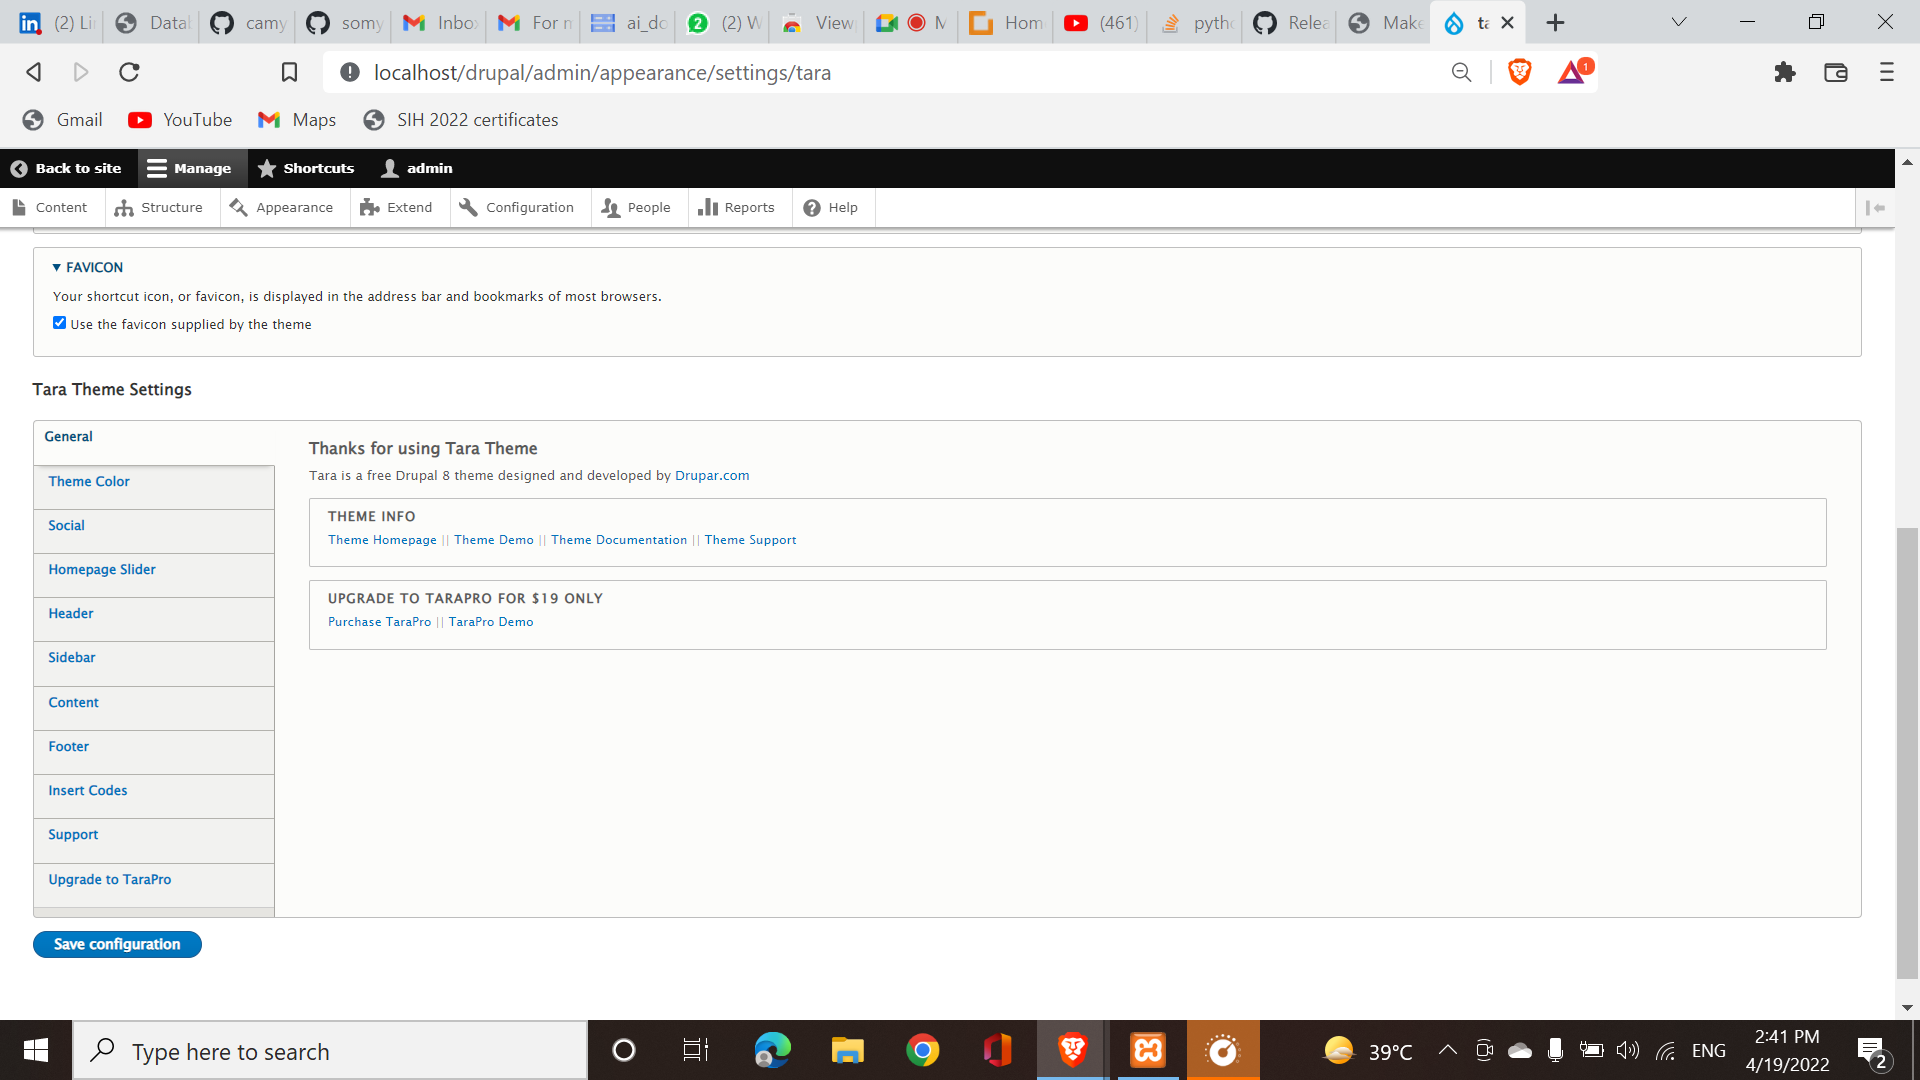 (2) Li
Datal
camy
somy
Inbo
For n
ai_do
2
(2) W
View
M
Hom
(461)
pyth
Relea
Make
ta
localhost/drupal/admin/appearance/settings/tara
1
Gmail
YouTube
Maps
SIH 2022 certificates
Back to site
Manage
Shortcuts
admin
Content
Structure
Appearance
Extend
Configuration
People
Reports
Help
FAVICON
Your shortcut icon, or favicon, is displayed in the address bar and bookmarks of most browsers.
Use the favicon supplied by the theme
Tara Theme Settings
General
Theme Color
Social
Homepage Slider
Header
Sidebar
Content
Footer
Insert Codes
Support
Upgrade to TaraPro
Thanks for using Tara Theme
Tara is a free Drupal 8 theme designed and developed by Drupar.com
THEME INFO
Theme Homepage || Theme Demo || Theme Documentation || Theme Support
UPGRADE TO TARAPRO FOR $19 ONLY
Purchase TaraPro || TaraPro Demo
Save configuration
Type here to search
39°C
ENG
2:41 PM
4/19/2022
2